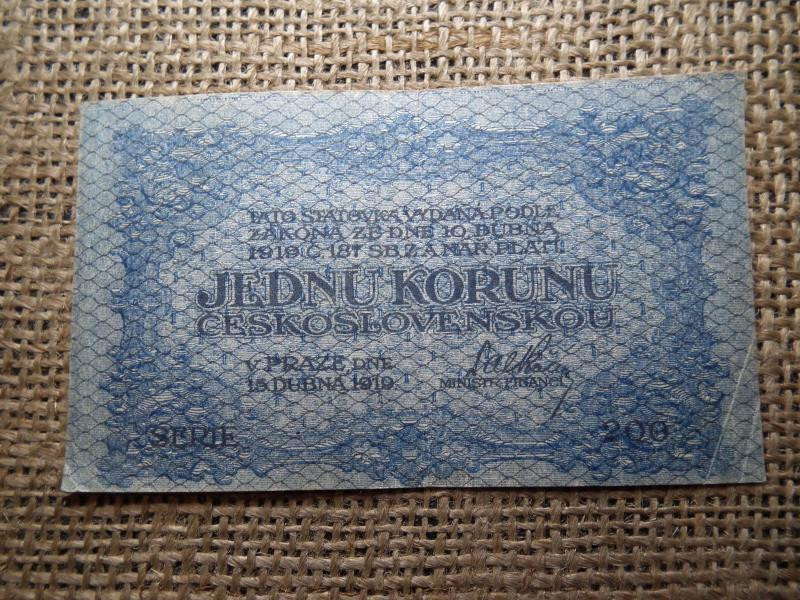 TATO STÁTOVKA VYDANÁ PODLE
ZÁKONA ZE DNE 10. DUBNA
1919 Č. 187 SB. Z. A NAŘ. PLATÍ
JEDNU KORUNU
ČESKOSLOVENSKOU
V PRAZE, DNE
15. DUBNA 1919
MINISTR FINANCÍ
SERIE 200